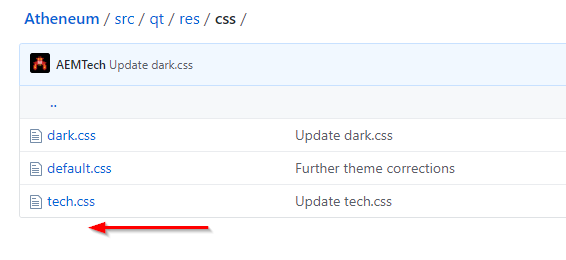 Atheneum / src / qt / res / css /
AEMTech Update dark.css
..
dark.css Update dark.css
default.css Further theme corrections
tech.css Update tech.css